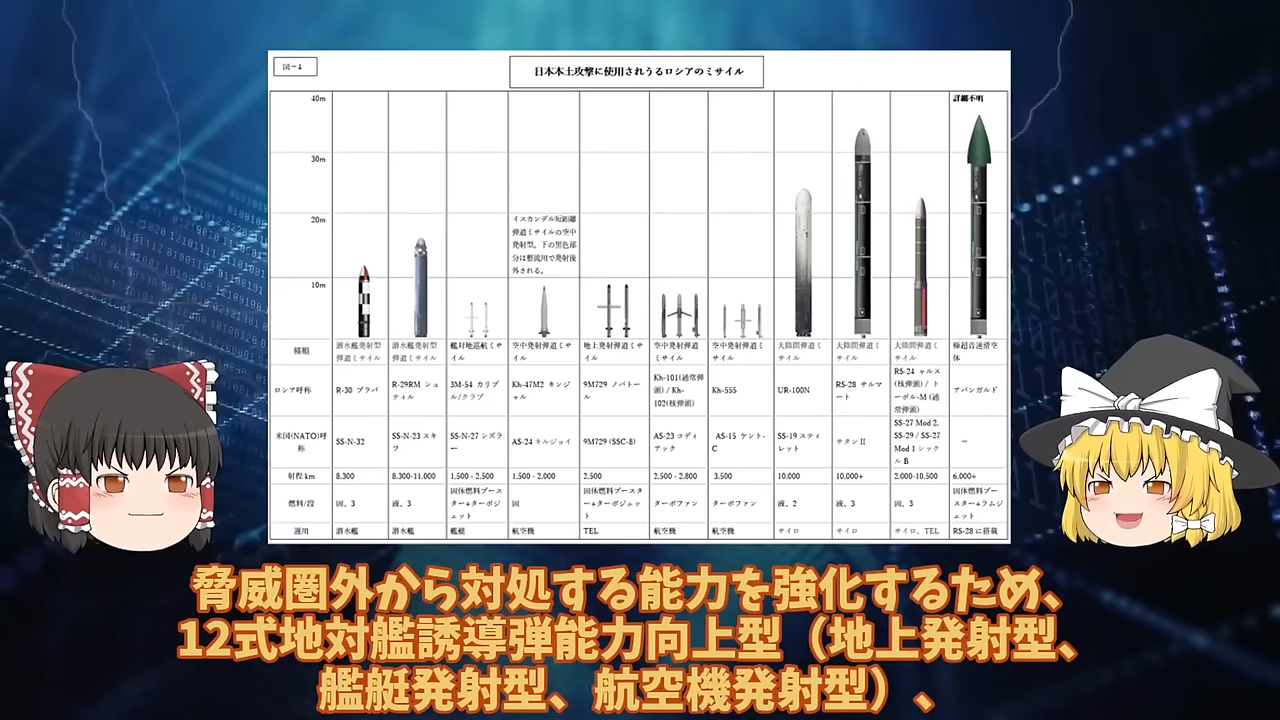 図-4
日本本土攻撃に使用されうるロシアのミサイル
40m
詳細不明
30m
20m
イスカンデル短距離
弾道ミサイルの空中
発射型。下の黒色部
分は整流用で発射後
外される。
10m
種類
潜水艦発射型
弾道ミサイル
潜水艦発射型
弾道ミサイル
艦対地巡航ミサ
イル
空中発射弾道ミ
サイル
地上発射弾道ミ
サイル
空中発射弾道
ミサイル
空中発射弾道ミ
サイル
大陸間弾道ミ
サイル
大陸間弾道ミ
サイル
大陸間弾道ミ
サイル
極超音速滑空
体
ロシア呼称
R-30 ブラバ
R-29RM シュ
ティル
3M-54 カリブ
ル/クラブ
Kh-47M2 キンジ
ャル
9M729 ノバトー
ル
Kh-101(通常弾
頭) / Kh-
102(核弾頭)
Kh-555
UR-100N
RS-28 サルマ
ート
RS-24 ヤルス
(核弾頭) / ト
ーポル-M (通
常弾頭)
アバンガルド
米国(NATO)呼
称
SS-N-32
SS-N-23 スキ
フ
SS-N-27 シズラ
ー
AS-24 キルジョイ
9M729 (SSC-8)
AS-23 コディ
アック
AS-15 ケント-
C
SS-19 スティ
レット
サタンII
SS-27 Mod 2,
SS-29 / SS-27
Mod 1 シック
ル B
–
射程 km
8.300
8.300-11.000
1.500 - 2.500
1.500 - 2.000
2.500
2.500 - 2.800
3.500
10.000
10.000+
2.000-10.500
6.000+
燃料/段
固、3
液、3
固体燃料ブース
ター+ターボジ
ェット
固
固体燃料ブースタ
ー+ターボジェッ
ト
ターボファン
ターボファン
液、2
液、3
固、3
固体燃料ブー
スター+ラムジ
ェット
運用
潜水艦
潜水艦
艦艇
航空機
TEL
航空機
航空機
サイロ
サイロ
サイロ、TEL
RS-28 に搭載
脅威圏外から対処する能力を強化するため、
12式地対艦誘導弾能力向上型（地上発射型、
艦艇発射型、航空機発射型）、